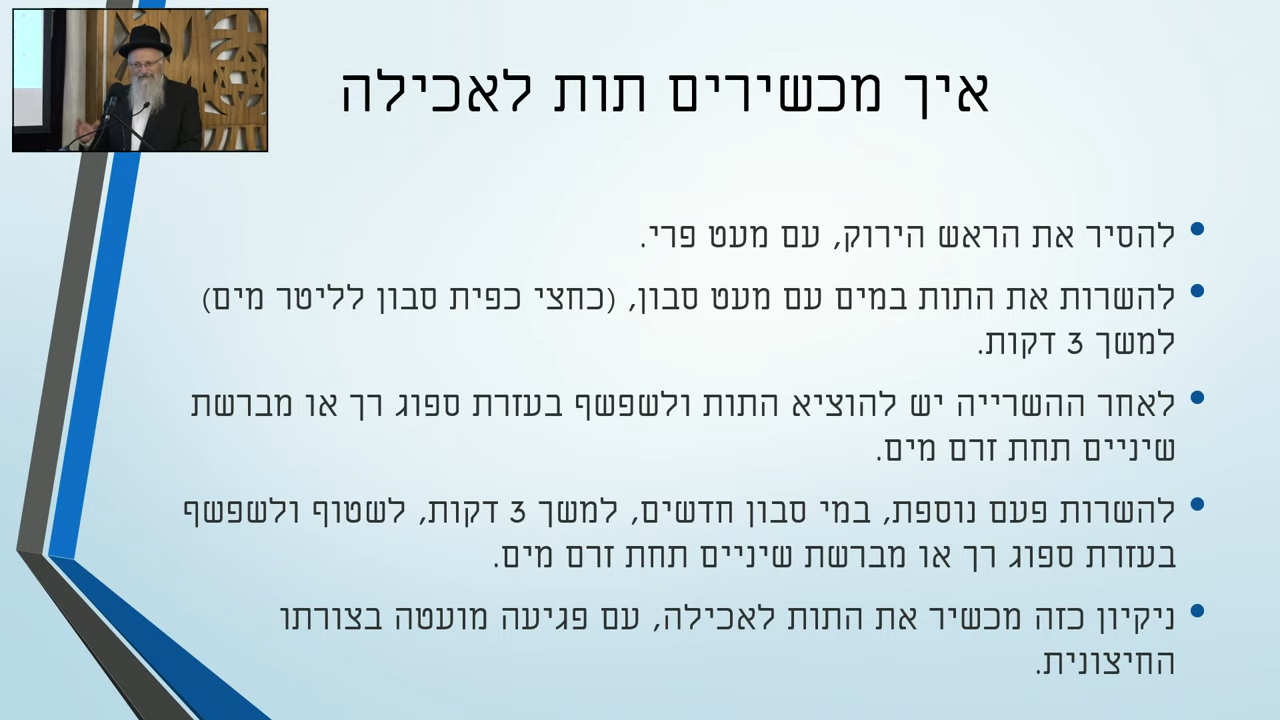 איך מכשירים תות לאכילה
• להסיר את הראש הירוק, עם מעט פרי.
• להשרות את התות במים עם מעט סבון, (כחצי כפית סבון לליטר מים)
למשך 3 דקות.
• לאחר ההשרייה יש להוציא התות ולשפשף בעזרת ספוג רך או מברשת
שיניים תחת זרם מים.
• להשרות פעם נוספת, במי סבון חדשים, למשך 3 דקות, לשטוף ולשפשף
בעזרת ספוג רך או מברשת שיניים תחת זרם מים.
• ניקיון כזה מכשיר את התות לאכילה, עם פגיעה מועטה בצורתו
החיצונית.